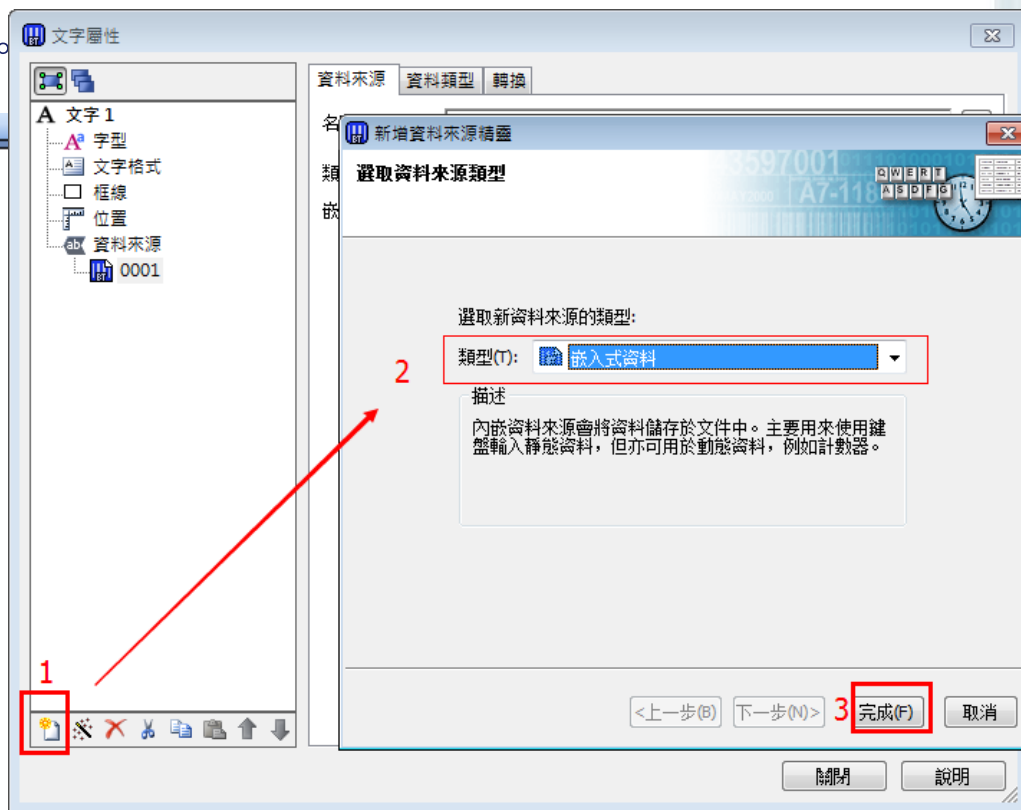 文字屬性
資料來源
資料類型
轉換
A 文字 1
字型
文字格式
框線
位置
資料來源
0001
名
類
嵌
新增資料來源精靈
選取資料來源類型
3597001
A7-118
QWERT
ASDFG
選取新資料來源的類型:
類型(T): 嵌入式資料
2
描述
內嵌資料來源會將資料儲存於文件中。主要用來使用鍵
盤輸入靜態資料，但亦可用於動態資料，例如計數器。
1
<上一步(B)
下一步(N)>
3
完成(F)
取消
關閉
說明